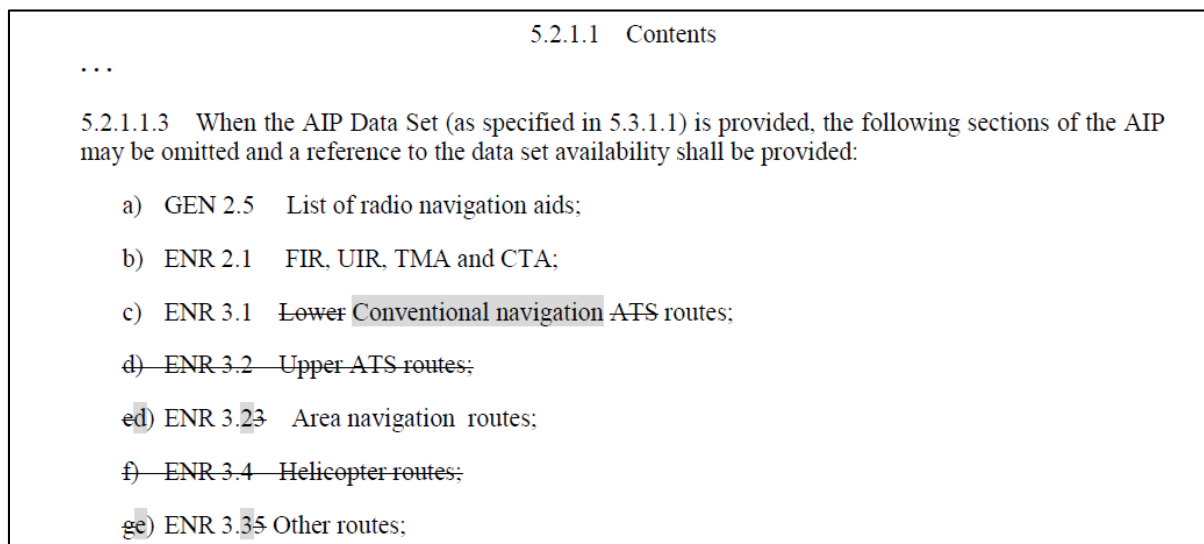 5.2.1.1 Contents
. . .
5.2.1.1.3 When the AIP Data Set (as specified in 5.3.1.1) is provided, the following sections of the AIP
may be omitted and a reference to the data set availability shall be provided:
a) GEN 2.5 List of radio navigation aids;
b) ENR 2.1 FIR, UIR, TMA and CTA;
c) ENR 3.1 Lower Conventional navigation ATS routes;
d) ENR 3.2 Upper ATS routes;
ed) ENR 3.23 Area navigation routes;
f) ENR 3.4 Helicopter routes;
ge) ENR 3.35 Other routes;